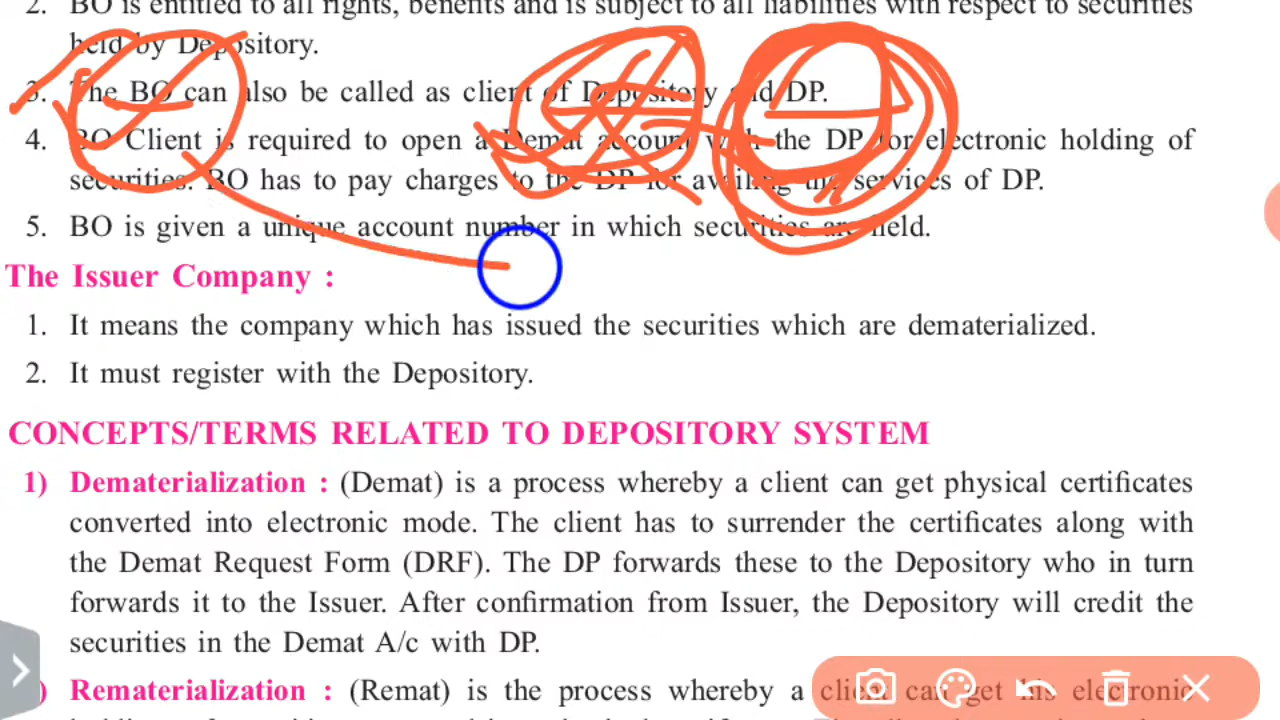 2. BO is entitled to all rights, benefits and is subject to all liabilities with respect to securities
held by Depository.
3. The BO can also be called as client of Depository and DP.
4. BO Client is required to open a Demat account with the DP for electronic holding of
securities. BO has to pay charges to the DP for availing the services of DP.
5. BO is given a unique account number in which securities are held.
The Issuer Company :
1. It means the company which has issued the securities which are dematerialized.
2. It must register with the Depository.
CONCEPTS/TERMS RELATED TO DEPOSITORY SYSTEM
1) Dematerialization : (Demat) is a process whereby a client can get physical certificates
converted into electronic mode. The client has to surrender the certificates along with
the Demat Request Form (DRF). The DP forwards these to the Depository who in turn
forwards it to the Issuer. After confirmation from Issuer, the Depository will credit the
securities in the Demat A/c with DP.
) Rematerialization : (Remat) is the process whereby a client can get his electronic